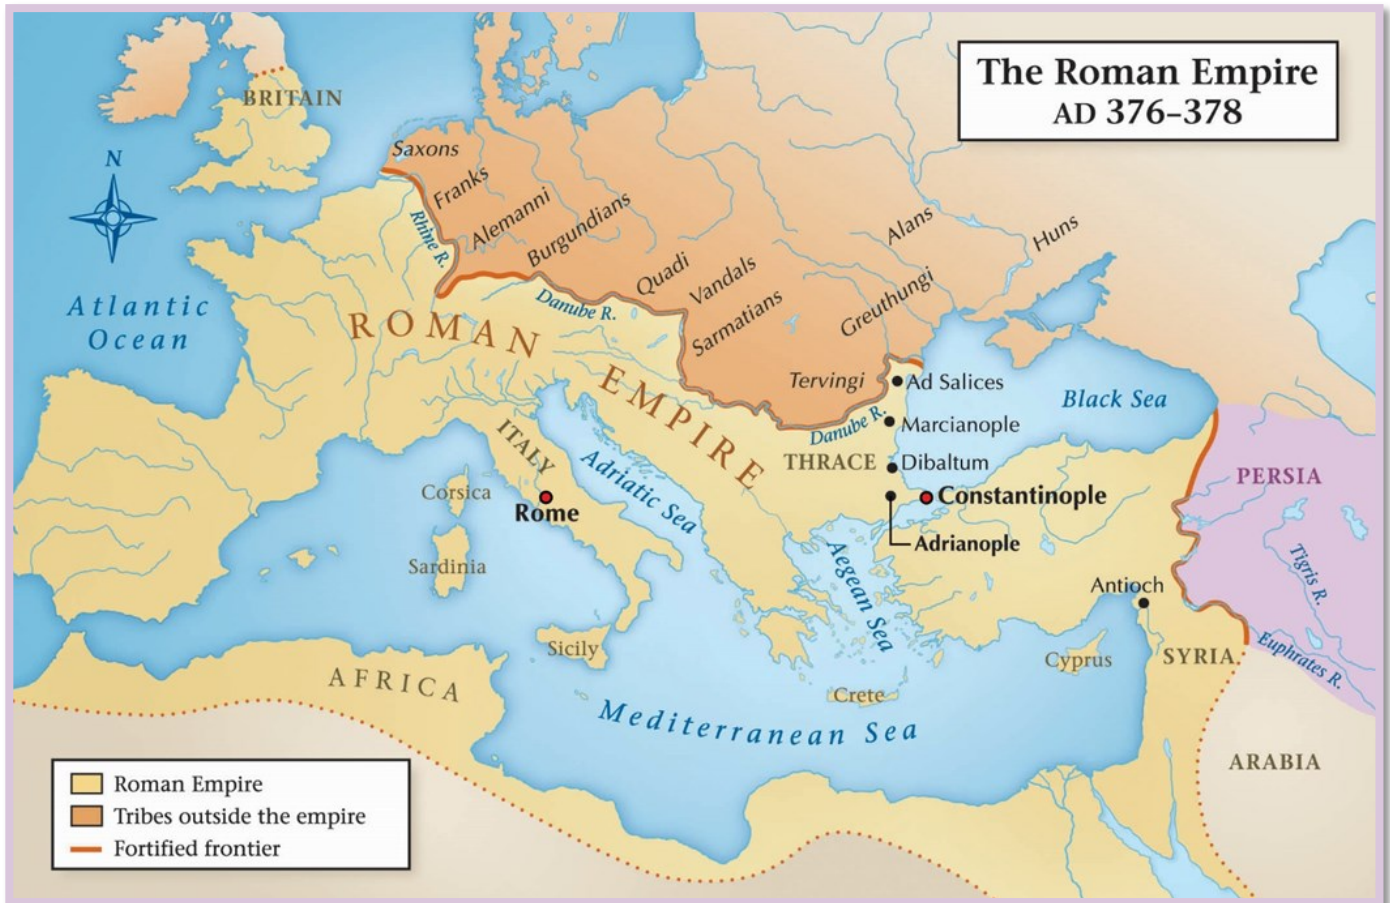 The Roman Empire
AD 376–378
N
BRITAIN
Saxons
Franks
Alemanni
Burgundians
Rhine R.
Quadi
Vandals
Sarmatians
Alans
Huns
Greuthungi
Tervingi
Atlantic
Ocean
ROMAN
EMPIRE
Danube R.
Danube R.
Ad Salices
Marcianople
Black Sea
THRACE
Dibaltum
ITALY
Adriatic Sea
Corsica
Rome
Constantinople
Adrianople
PERSIA
Tigris R.
Sardinia
Aegean Sea
Antioch
Sicily
Cyprus
SYRIA
Euphrates R.
AFRICA
Crete
Mediterranean Sea
ARABIA
Roman Empire
Tribes outside the empire
Fortified frontier